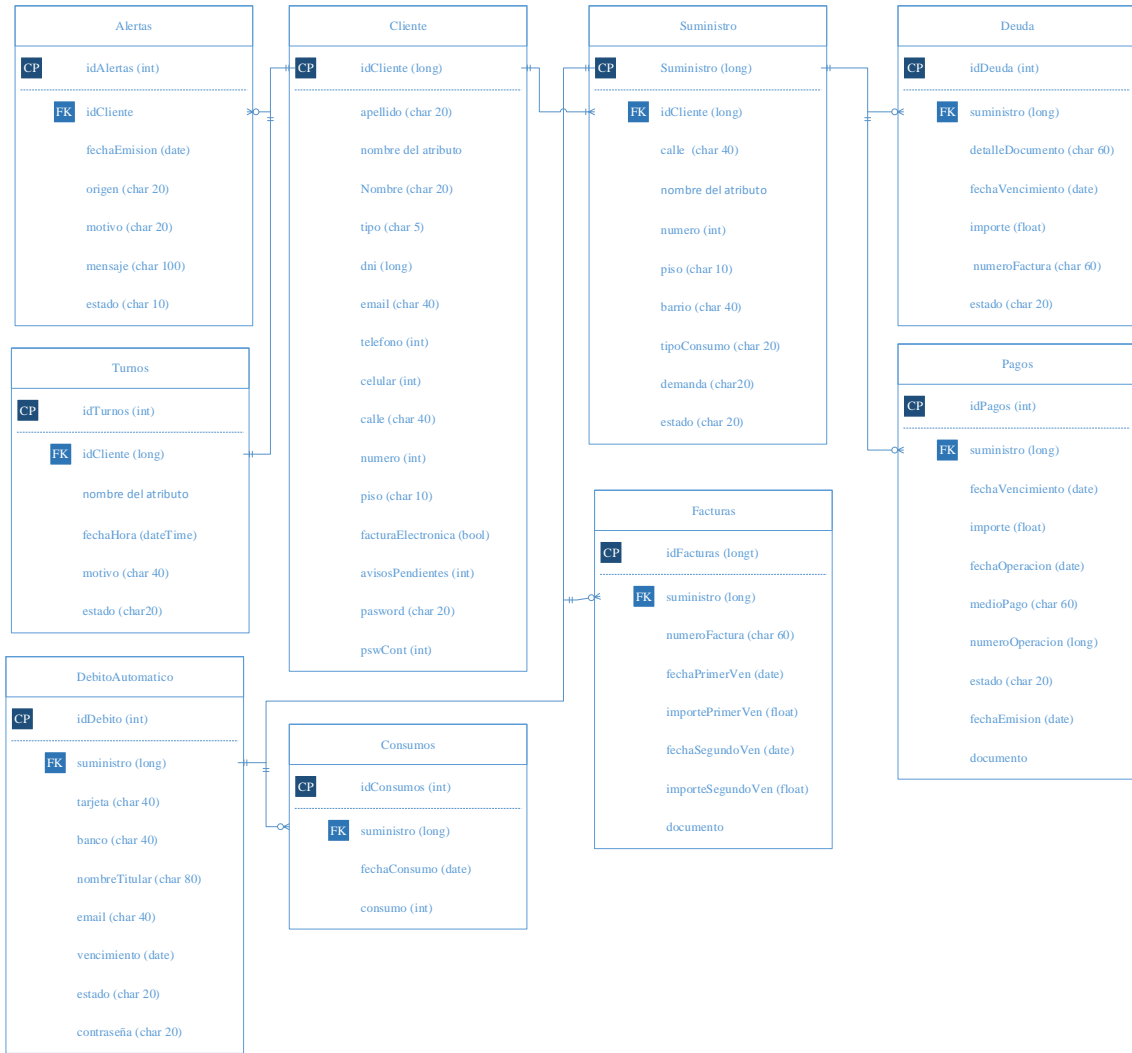 Alertas
CP idAlertas (int)
FK idCliente
fechaEmision (date)
origen (char 20)
motivo (char 20)
mensaje (char 100)
estado (char 10)
Turnos
CP idTurnos (int)
FK idCliente (long)
nombre del atributo
fechaHora (dateTime)
motivo (char 40)
estado (char20)
DebitoAutomatico
CP idDebito (int)
FK suministro (long)
tarjeta (char 40)
banco (char 40)
nombreTitular (char 80)
email (char 40)
vencimiento (date)
estado (char 20)
contraseña (char 20)
Cliente
CP idCliente (long)
apellido (char 20)
nombre del atributo
Nombre (char 20)
tipo (char 5)
dni (long)
email (char 40)
telefono (int)
celular (int)
calle (char 40)
numero (int)
piso (char 10)
facturaElectronica (bool)
avisosPendientes (int)
pasword (char 20)
pswCont (int)
Consumos
CP idConsumos (int)
FK suministro (long)
fechaConsumo (date)
consumo (int)
Suministro
CP Suministro (long)
FK idCliente (long)
calle (char 40)
nombre del atributo
numero (int)
piso (char 10)
barrio (char 40)
tipoConsumo (char 20)
demanda (char20)
estado (char 20)
Facturas
CP idFacturas (longt)
FK suministro (long)
numeroFactura (char 60)
fechaPrimerVen (date)
importePrimerVen (float)
fechaSegundoVen (date)
importeSegundoVen (float)
documento
Deuda
CP idDeuda (int)
FK suministro (long)
detalleDocumento (char 60)
fechaVencimiento (date)
importe (float)
numeroFactura (char 60)
estado (char 20)
Pagos
CP idPagos (int)
FK suministro (long)
fechaVencimiento (date)
importe (float)
fechaOperacion (date)
medioPago (char 60)
numeroOperacion (long)
estado (char 20)
fechaEmision (date)
documento